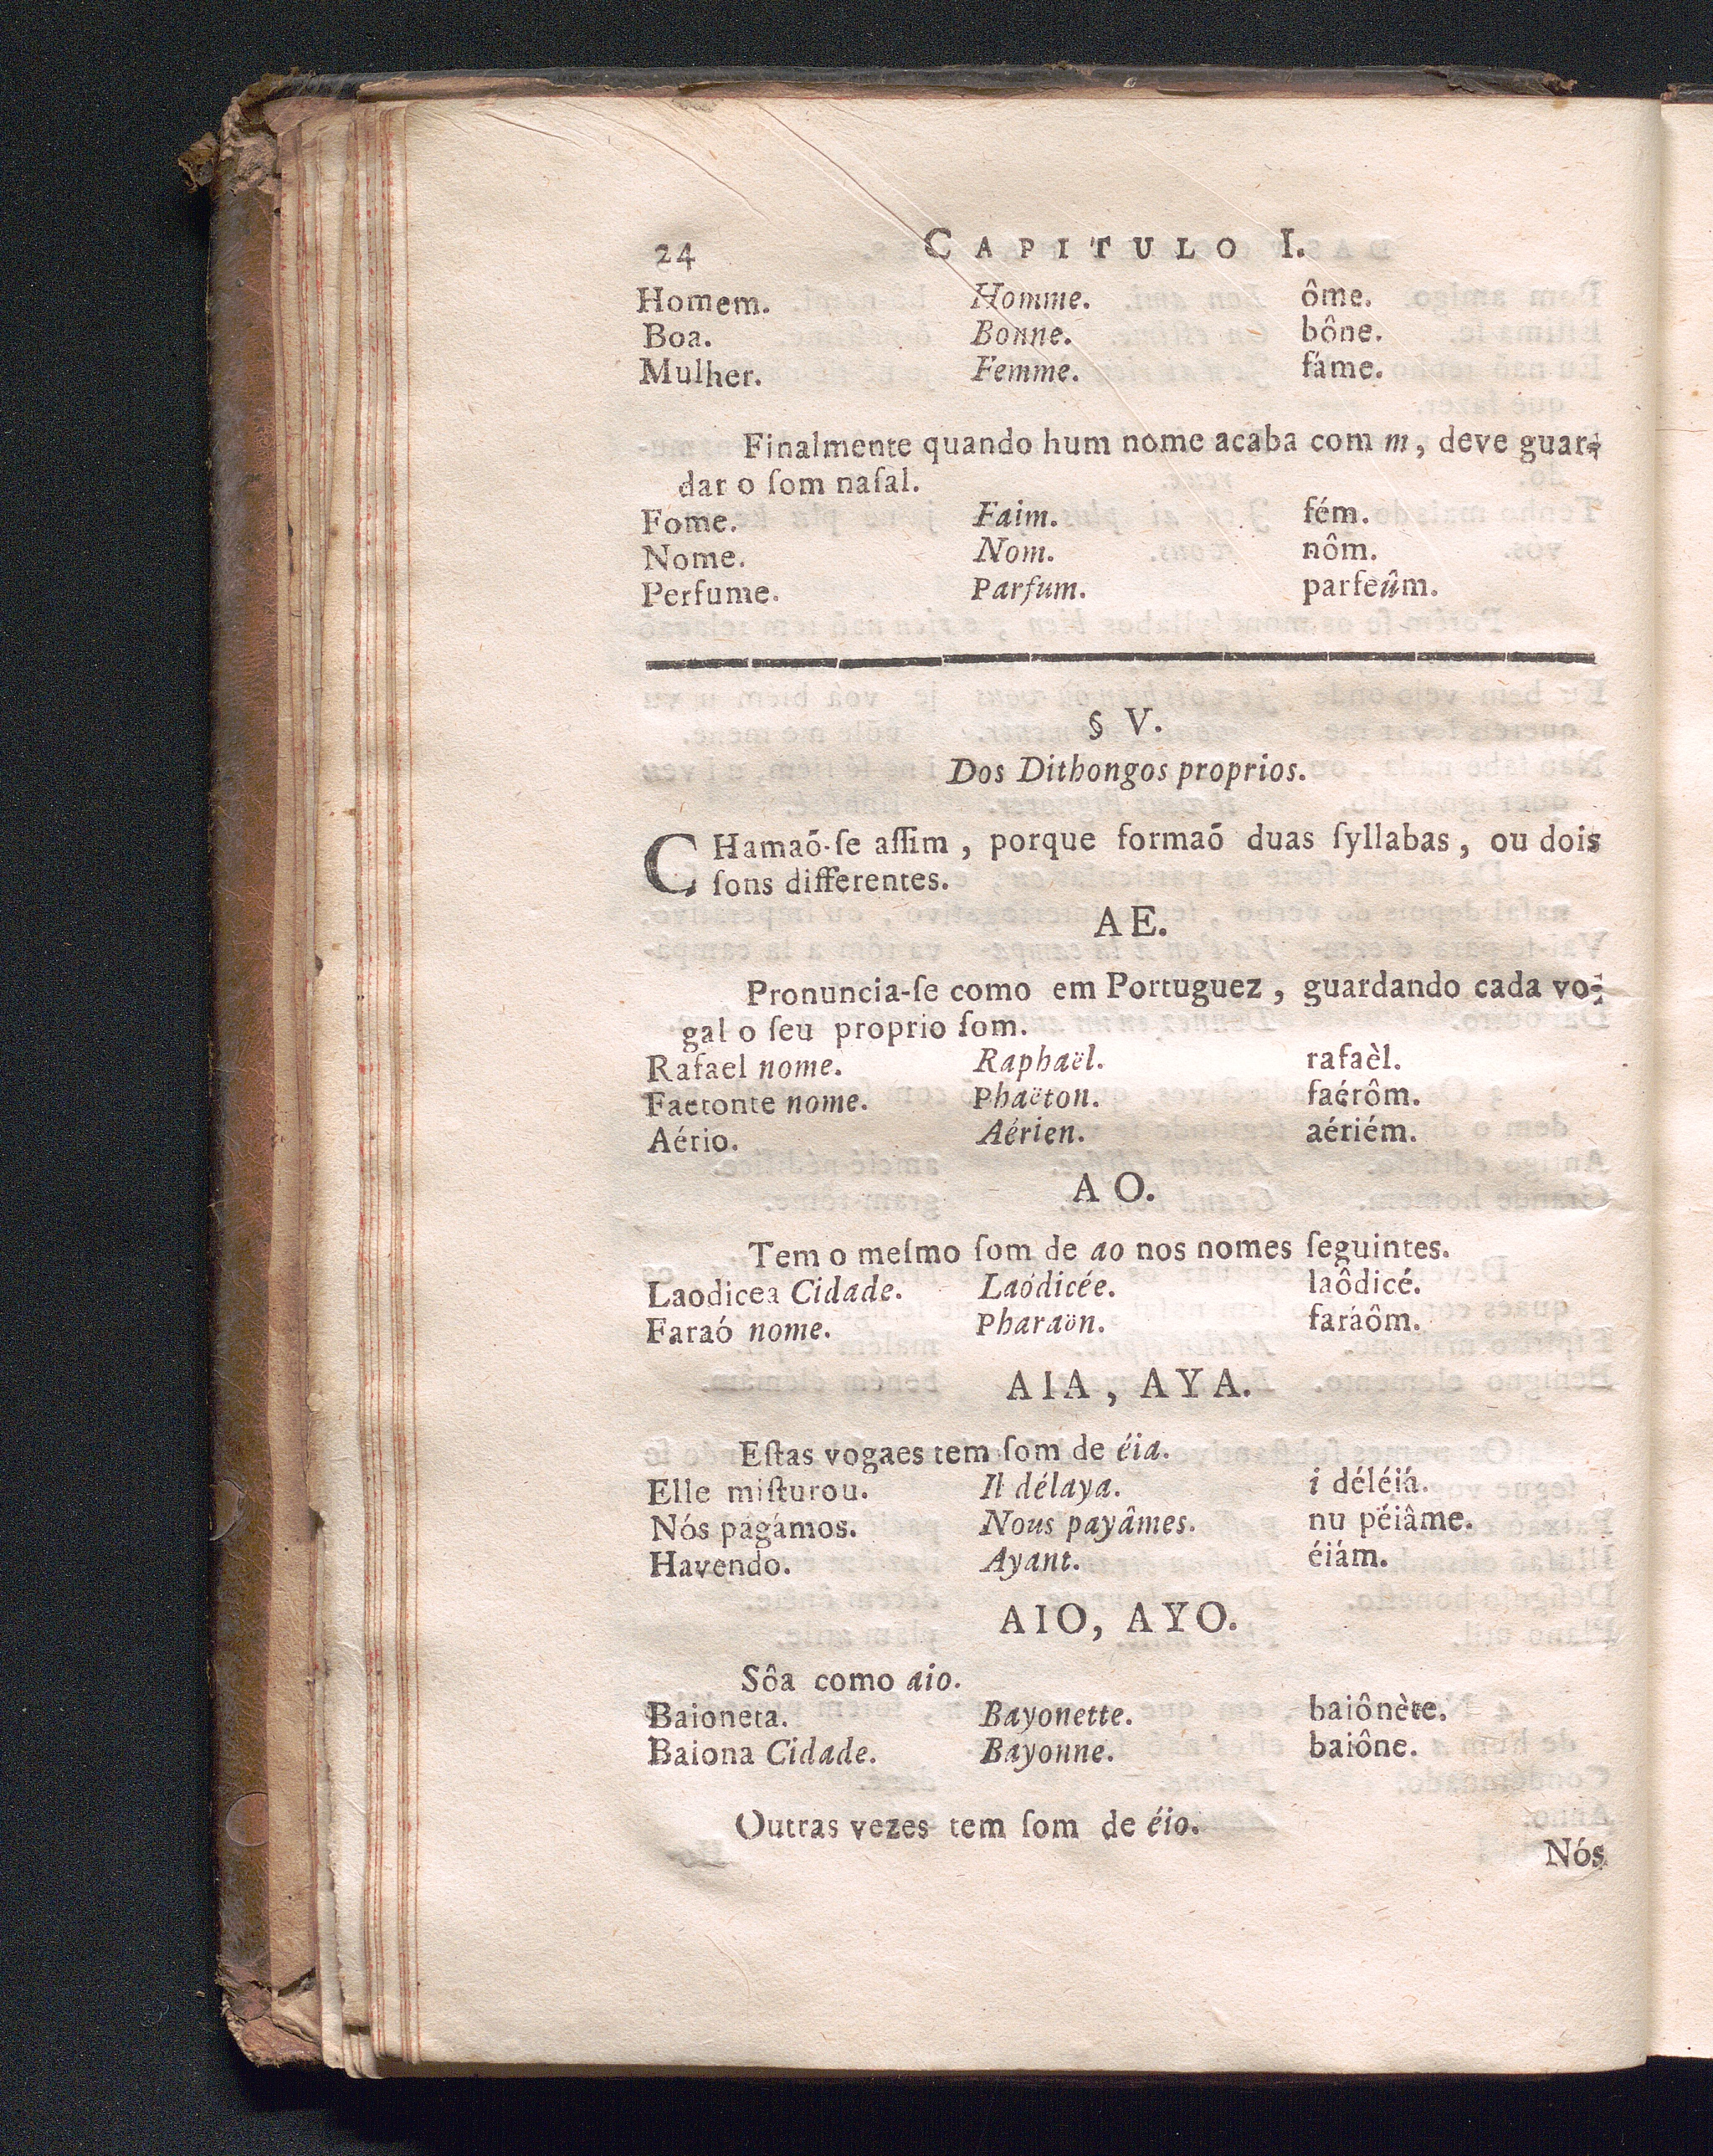 24 CAPITULO I.
Homem. Homme. ôme.
Boa. Bonne. bône.
Mulher. Femme. fáme.
Finalmente quando hum nome acaba com m, deve guar-
dar o ſom naſal.
Fome. Faim. fém.
Nome. Nom. nôm.
Perfume. Parfum. parfeûm.
§ V.
Dos Dithongos proprios.
CHamaõ-ſe aſſim, porque formaõ duas ſyllabas, ou dois
ſons differentes.
AE.
Pronuncia-ſe como em Portuguez, guardando cada vo-
gal o ſeu proprio ſom.
Rafael nome. Raphaël. rafaèl.
Faetonte nome. Phaëton. faérôm.
Aério. Aérien. aériém.
AO.
Tem o meſmo ſom de ao nos nomes ſeguintes.
Laodicea Cidade. Laódicée. laôdicé.
Faraó nome. Pharaön. faráôm.
AIA, AYA.
Eſtas vogaes tem ſom de éia.
Elle miſturou. Il délaya. i déléiá.
Nós págámos. Nous payâmes. nu péiâme.
Havendo. Ayant. éiám.
AIO, AYO.
Sôa como aio.
Baioneta. Bayonette. baiônète.
Baiona Cidade. Bayonne. baiône.
Outras vezes tem ſom de éio.
Nós